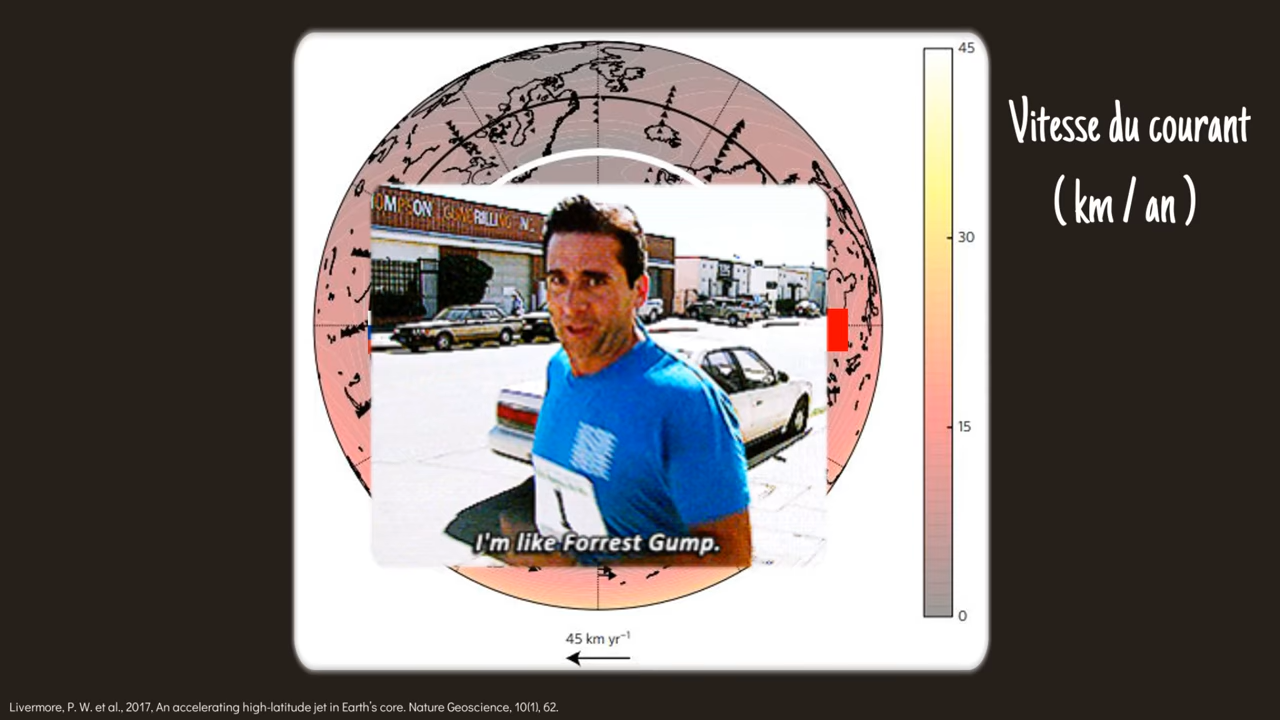 45
Vitesse du courant
( km / an )
30
15
0
I'm like Forrest Gump.
45 km yr⁻¹
Livermore, P. W. et al., 2017, An accelerating high-latitude jet in Earth's core. Nature Geoscience, 10(1), 62.